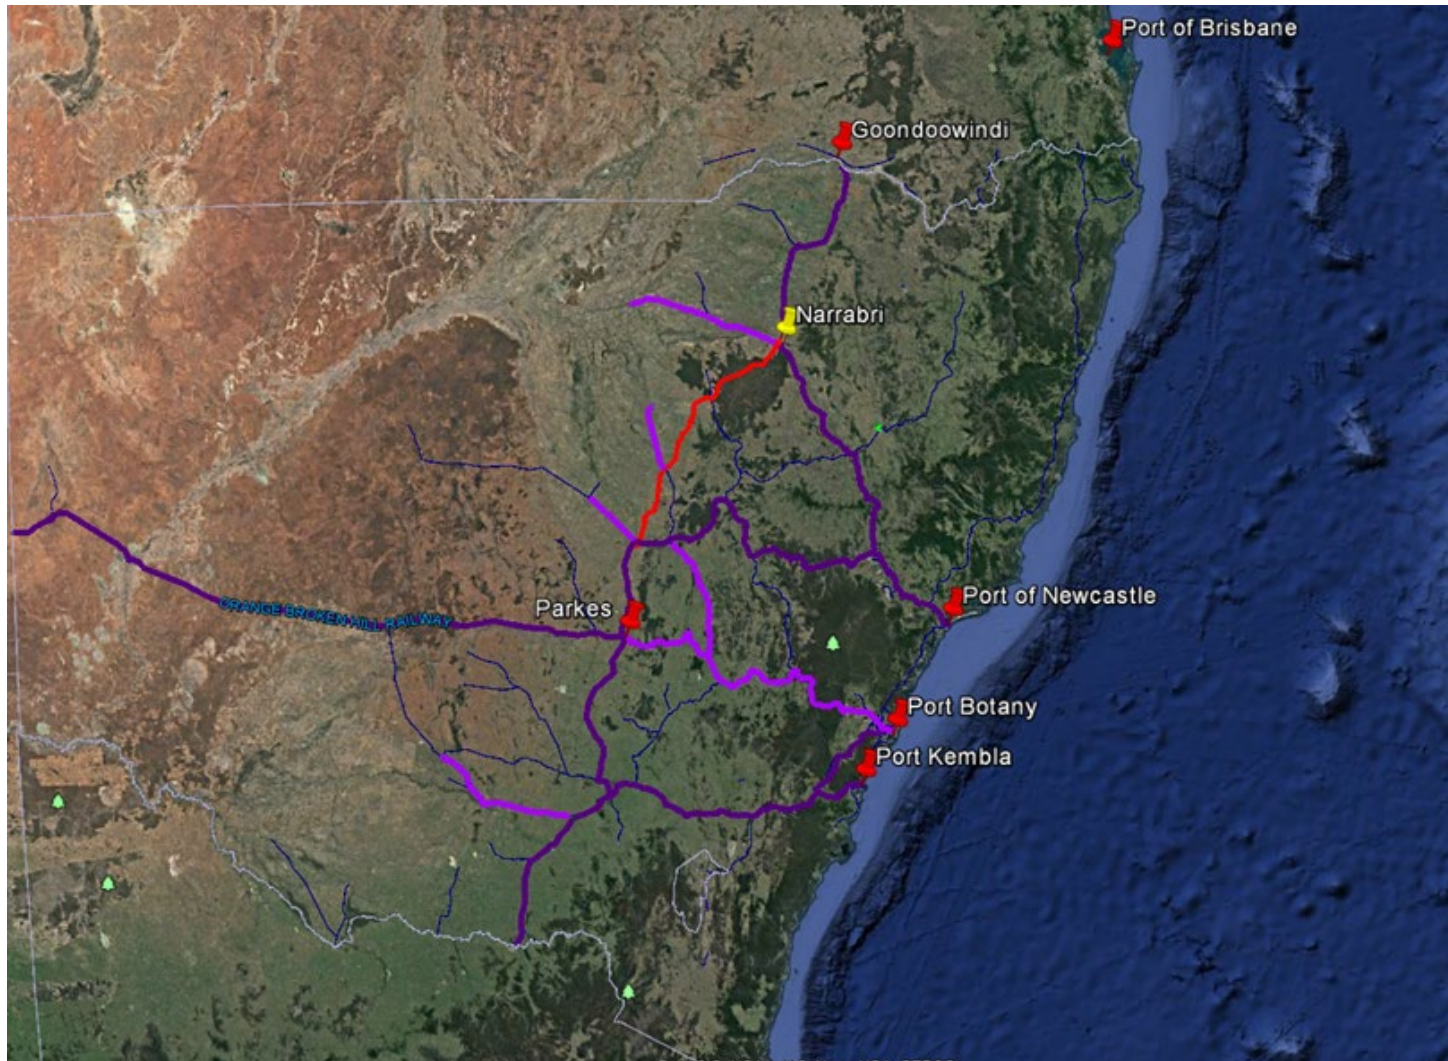 Port of Brisbane
Goondoowindi
Narrabri
Parkes
ORANGE BROKEN HILL RAILWAY
Port of Newcastle
Port Botany
Port Kembla